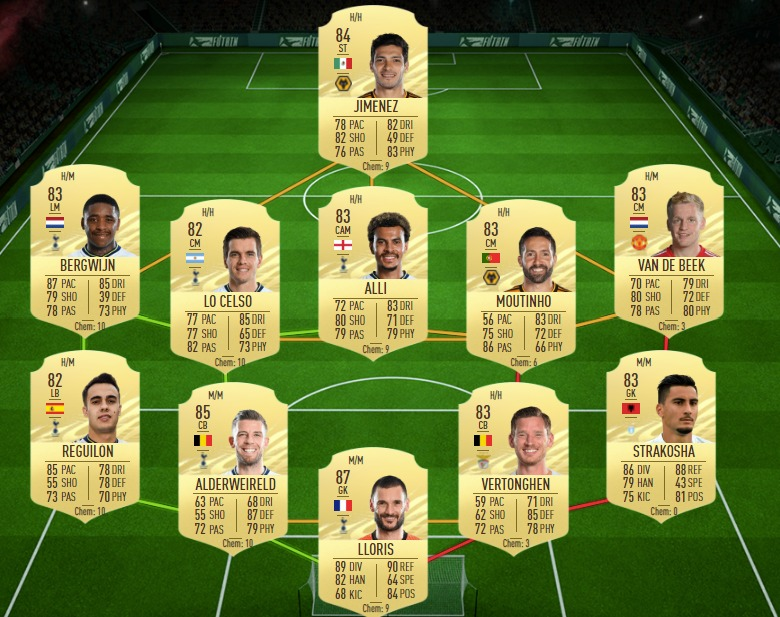 H/H
84
ST
JIMENEZ
78 PAC 82 DRI
82 SHO 49 DEF
76 PAS 83 PHY
Chem: 9
H/M
83
LM
BERGWIJN
87 PAC 85 DRI
79 SHO 39 DEF
78 PAS 73 PHY
Chem: 10
H/H
82
CM
LO CELSO
77 PAC 85 DRI
77 SHO 65 DEF
82 PAS 73 PHY
Chem: 10
H/H
83
CAM
ALLI
72 PAC 83 DRI
80 SHO 71 DEF
79 PAS 79 PHY
Chem: 9
H/H
83
CM
MOUTINHO
56 PAC 83 DRI
75 SHO 72 DEF
86 PAS 66 PHY
Chem: 6
H/M
83
CM
VAN DE BEEK
70 PAC 79 DRI
80 SHO 72 DEF
78 PAS 80 PHY
Chem: 3
H/M
82
LB
REGUILON
85 PAC 78 DRI
55 SHO 78 DEF
73 PAS 70 PHY
Chem: 10
M/M
85
CB
ALDERWEIRELD
63 PAC 68 DRI
55 SHO 87 DEF
72 PAS 79 PHY
Chem: 10
M/M
87
GK
LLORIS
89 DIV 90 REF
82 HAN 64 SPE
68 KIC 84 POS
Chem: 9
H/H
83
CB
VERTONGHEN
59 PAC 71 DRI
62 SHO 85 DEF
72 PAS 78 PHY
Chem: 3
M/M
83
GK
STRAKOSHA
86 DIV 88 REF
79 HAN 43 SPE
75 KIC 81 POS
Chem: 0